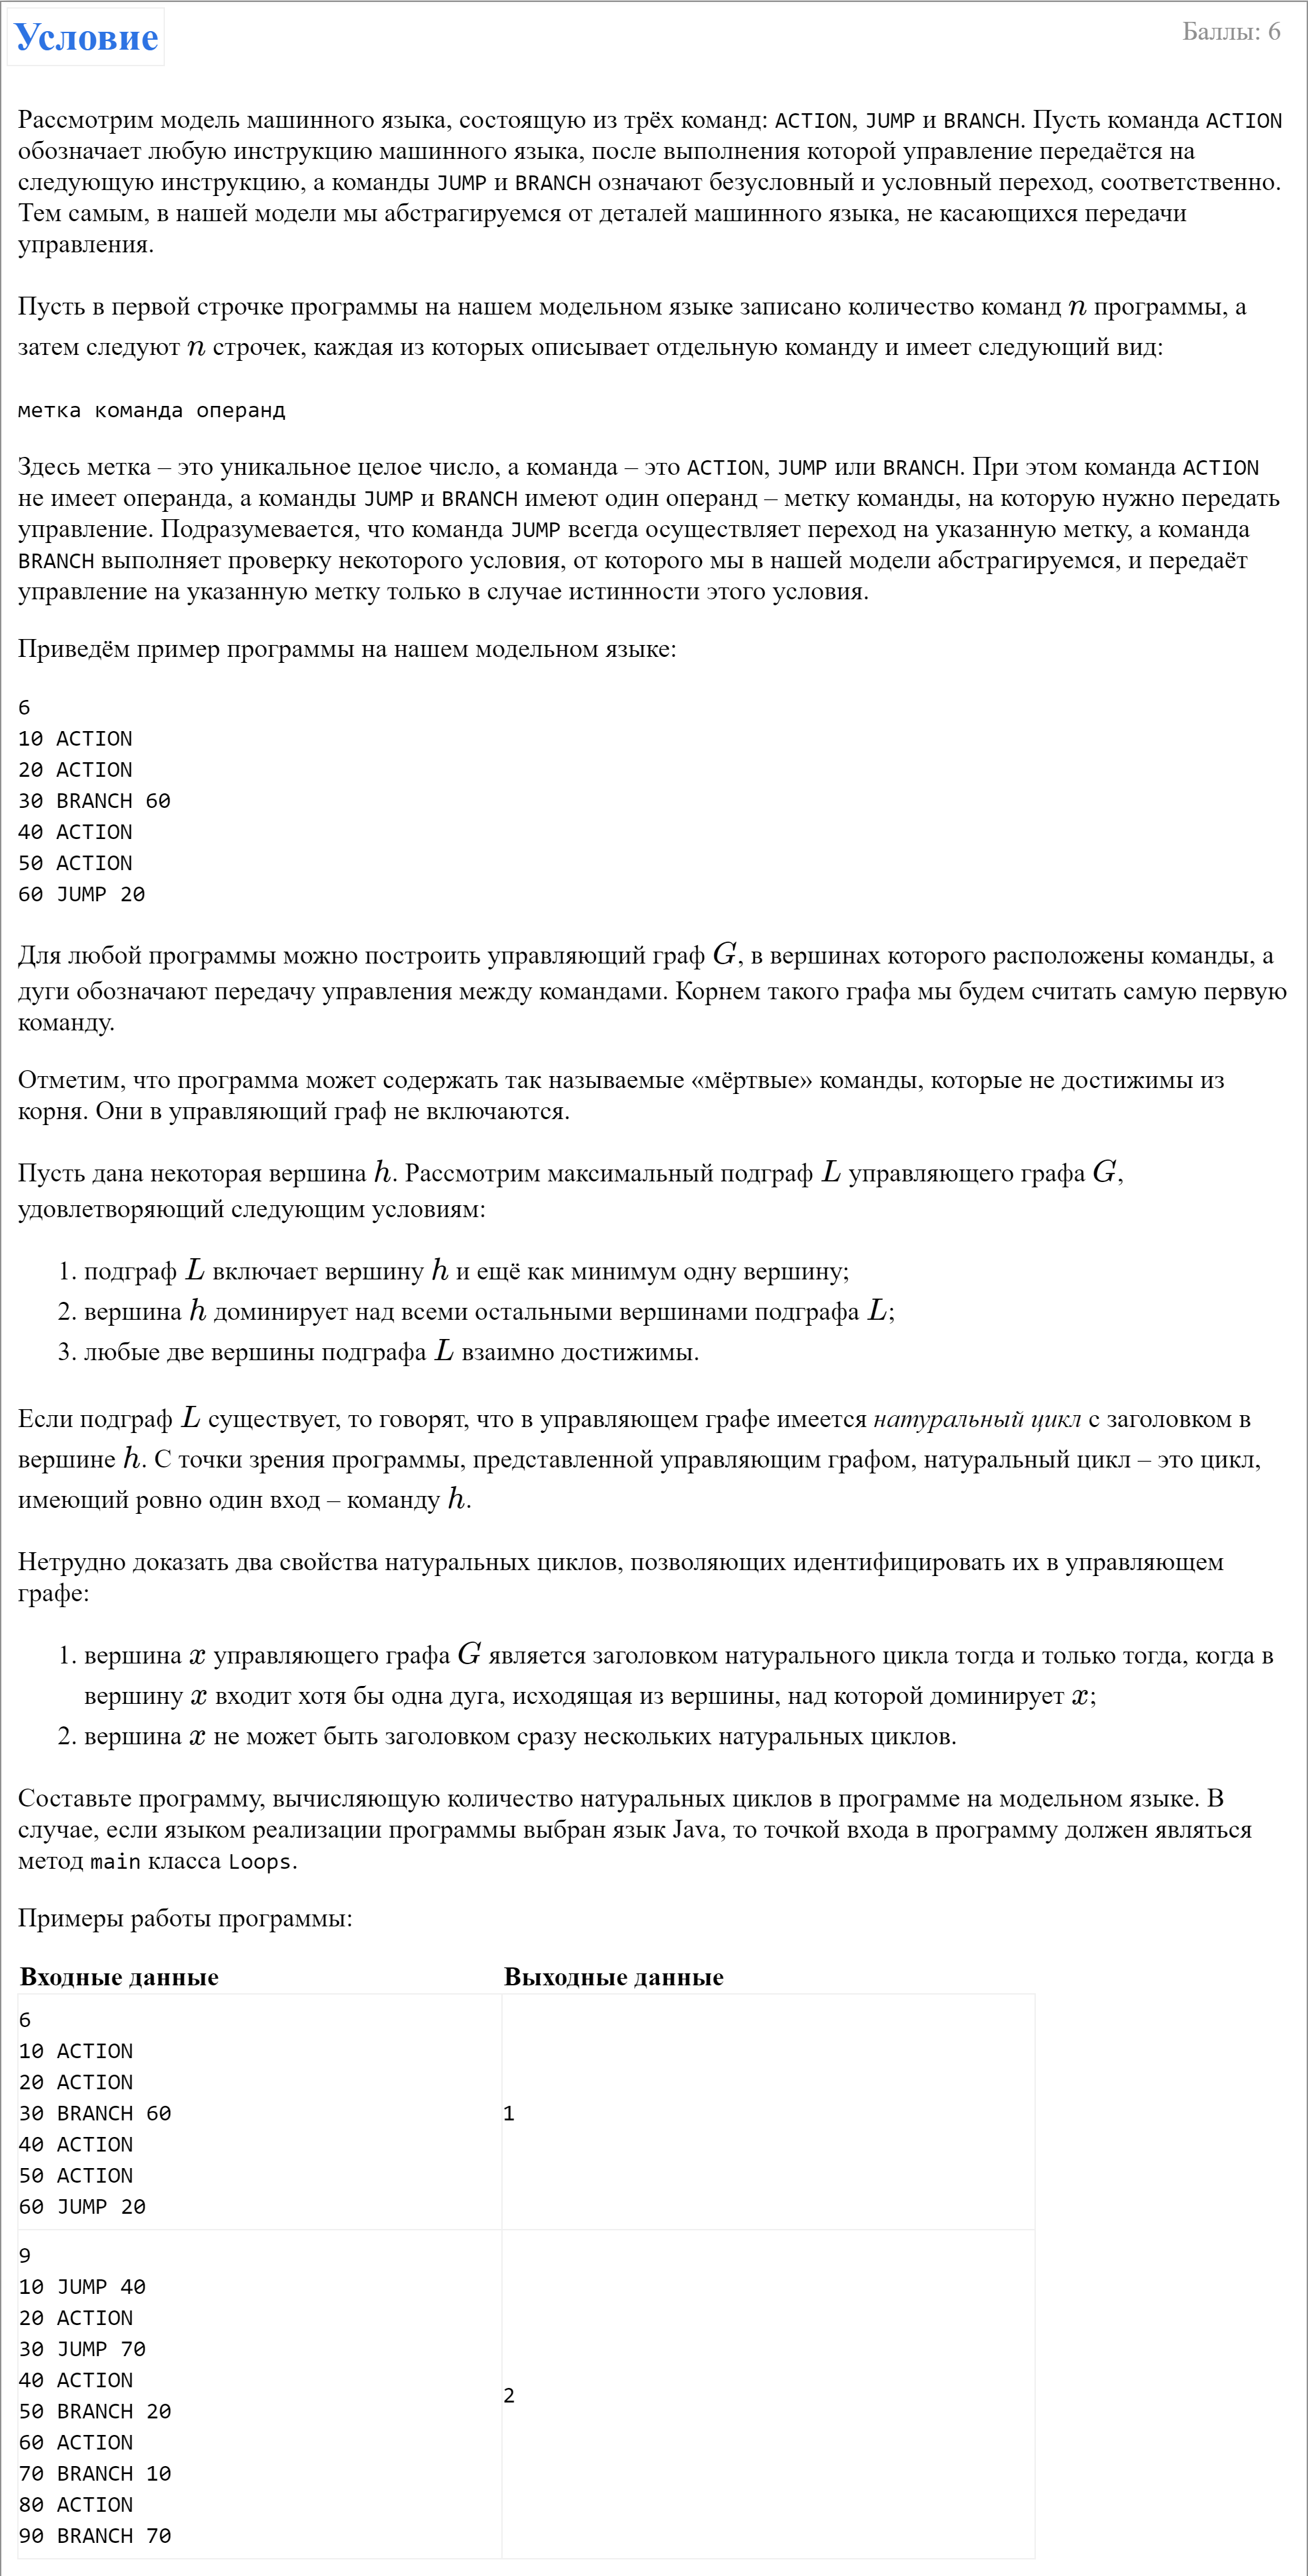 Условие
Баллы: 6
Рассмотрим модель машинного языка, состоящую из трёх команд: ACTION, JUMP и BRANCH. Пусть команда ACTION
обозначает любую инструкцию машинного языка, после выполнения которой управление передаётся на
следующую инструкцию, а команды JUMP и BRANCH означают безусловный и условный переход, соответственно.
Тем самым, в нашей модели мы абстрагируемся от деталей машинного языка, не касающихся передачи
управления.
Пусть в первой строчке программы на нашем модельном языке записано количество команд n программы, а
затем следуют n строчек, каждая из которых описывает отдельную команду и имеет следующий вид:
метка команда операнд
Здесь метка – это уникальное целое число, а команда – это ACTION, JUMP или BRANCH. При этом команда ACTION
не имеет операнда, а команды JUMP и BRANCH имеют один операнд – метку команды, на которую нужно передать
управление. Подразумевается, что команда JUMP всегда осуществляет переход на указанную метку, а команда
BRANCH выполняет проверку некоторого условия, от которого мы в нашей модели абстрагируемся, и передаёт
управление на указанную метку только в случае истинности этого условия.
Приведём пример программы на нашем модельном языке:
6
10 ACTION
20 ACTION
30 BRANCH 60
40 ACTION
50 ACTION
60 JUMP 20
Для любой программы можно построить управляющий граф G, в вершинах которого расположены команды, а
дуги обозначают передачу управления между командами. Корнем такого графа мы будем считать самую первую
команду.
Отметим, что программа может содержать так называемые «мёртвые» команды, которые не достижимы из
корня. Они в управляющий граф не включаются.
Пусть дана некоторая вершина h. Рассмотрим максимальный подграф L управляющего графа G,
удовлетворяющий следующим условиям:
1. подграф L включает вершину h и ещё как минимум одну вершину;
2. вершина h доминирует над всеми остальными вершинами подграфа L;
3. любые две вершины подграфа L взаимно достижимы.
Если подграф L существует, то говорят, что в управляющем графе имеется натуральный цикл с заголовком в
вершине h. С точки зрения программы, представленной управляющим графом, натуральный цикл – это цикл,
имеющий ровно один вход – команду h.
Нетрудно доказать два свойства натуральных циклов, позволяющих идентифицировать их в управляющем
графе:
1. вершина x управляющего графа G является заголовком натурального цикла тогда и только тогда, когда в
вершину x входит хотя бы одна дуга, исходящая из вершины, над которой доминирует x;
2. вершина x не может быть заголовком сразу нескольких натуральных циклов.
Составьте программу, вычисляющую количество натуральных циклов в программе на модельном языке. В
случае, если языком реализации программы выбран язык Java, то точкой входа в программу должен являться
метод main класса Loops.
Примеры работы программы:
Входные данные Выходные данные
6
10 ACTION
20 ACTION
30 BRANCH 60
40 ACTION
50 ACTION
60 JUMP 20
1
9
10 JUMP 40
20 ACTION
30 JUMP 70
40 ACTION
50 BRANCH 20
60 ACTION
70 BRANCH 10
80 ACTION
90 BRANCH 70
2